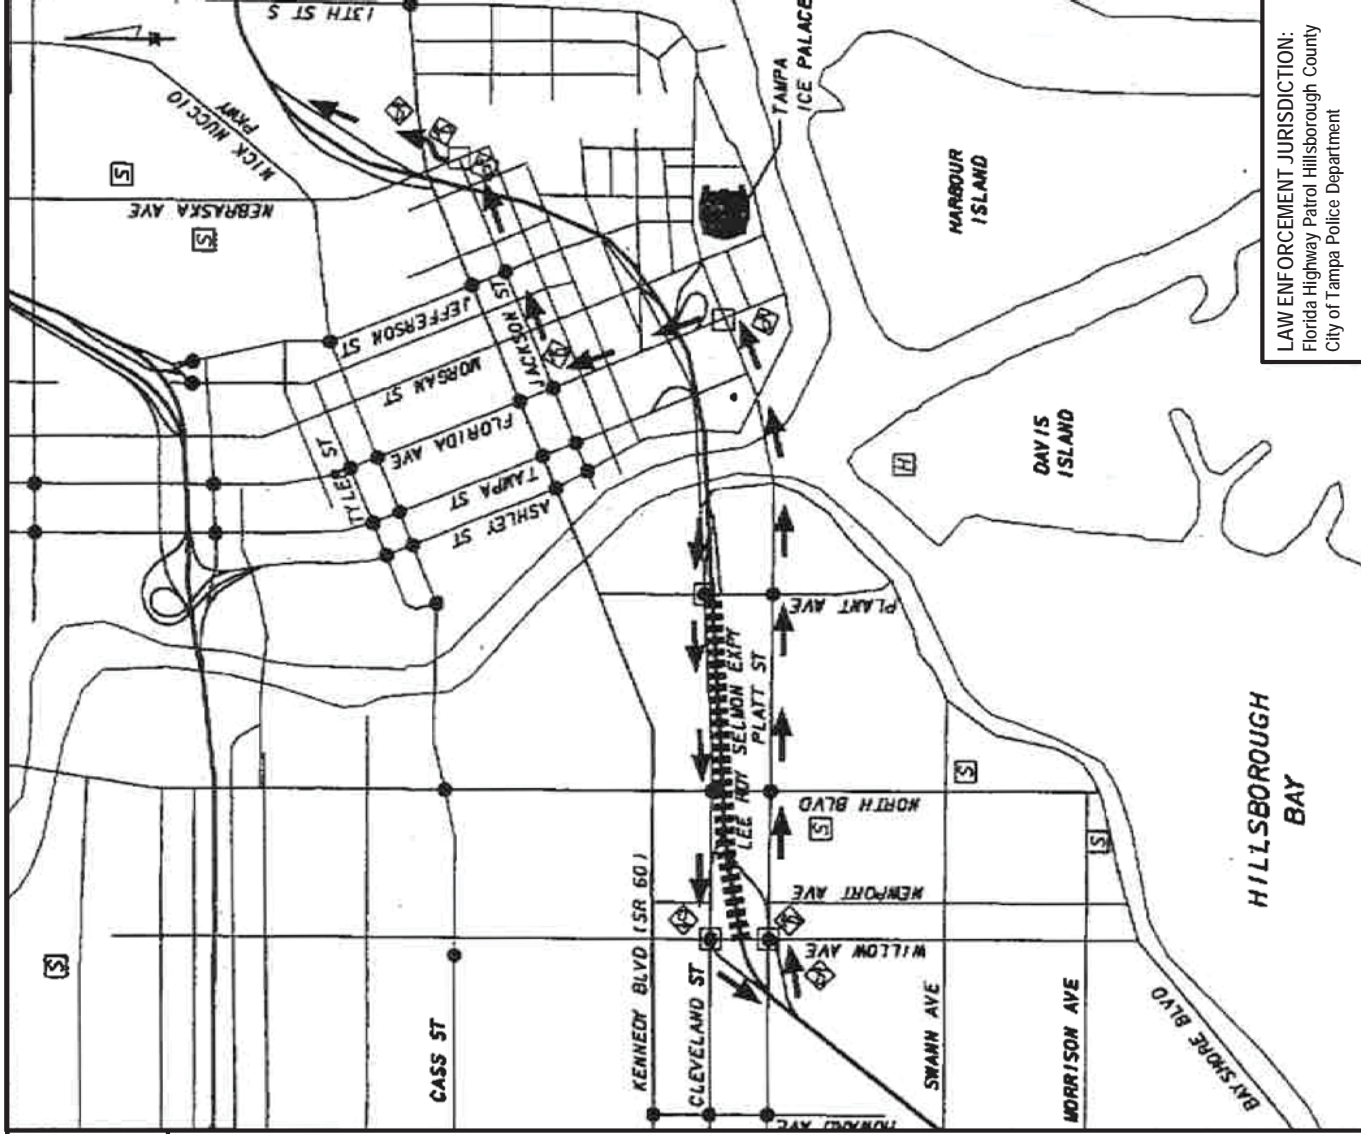 13TH ST S
N
NICK NUCCIO
PKWY
TAMPA
ICE PALACE
S
NEBRASKA AVE
S
HARBOUR
ISLAND
JEFFERSON ST
JACKSON ST
MORGAN ST
FLORIDA AVE
TYLER ST
TAMPA ST
ASHLEY ST
H
DAVIS
ISLAND
PLANT AVE
LEE ROY SELMON EXPY
PLATT ST
NORTH BLVD
S
S
S
S
NEWPORT AVE
WILLOW AVE
KENNEDY BLVD (SR 60)
CLEVELAND ST
CASS ST
SWANN AVE
MORRISON AVE
BAYSHORE BLVD
HOWARD AVE
HILLSBOROUGH
BAY
LAW ENFORCEMENT JURISDICTION:
Florida Highway Patrol Hillsborough County
City of Tampa Police Department